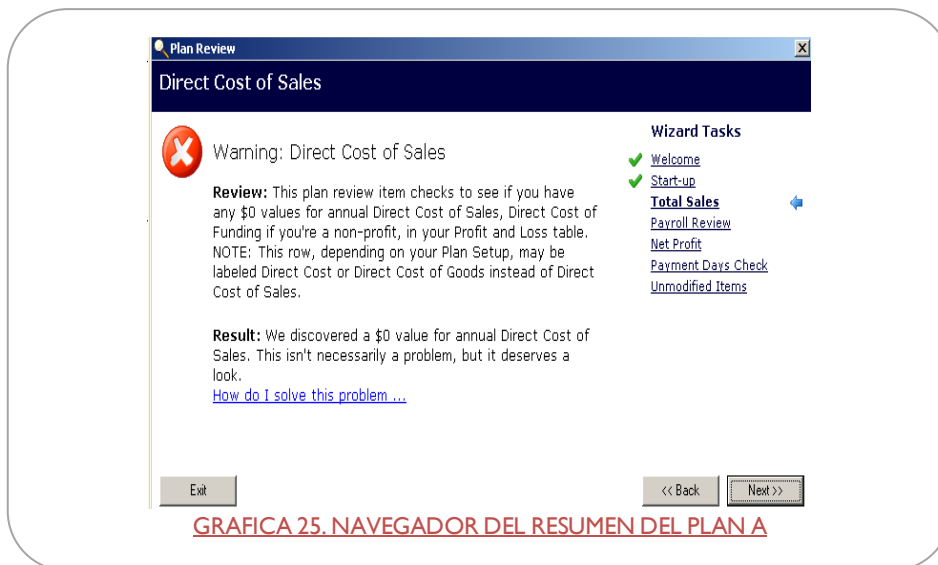 Plan Review
Direct Cost of Sales
Warning: Direct Cost of Sales
Review: This plan review item checks to see if you have
any $0 values for annual Direct Cost of Sales, Direct Cost of
Funding if you're a non-profit, in your Profit and Loss table.
NOTE: This row, depending on your Plan Setup, may be
labeled Direct Cost or Direct Cost of Goods instead of Direct
Cost of Sales.
Result: We discovered a $0 value for annual Direct Cost of
Sales. This isn't necessarily a problem, but it deserves a
look.
How do I solve this problem ...
Wizard Tasks
Welcome
Start-up
Total Sales
Payroll Review
Net Profit
Payment Days Check
Unmodified Items
Exit
<< Back
Next >>
GRAFICA 25. NAVEGADOR DEL RESUMEN DEL PLAN A